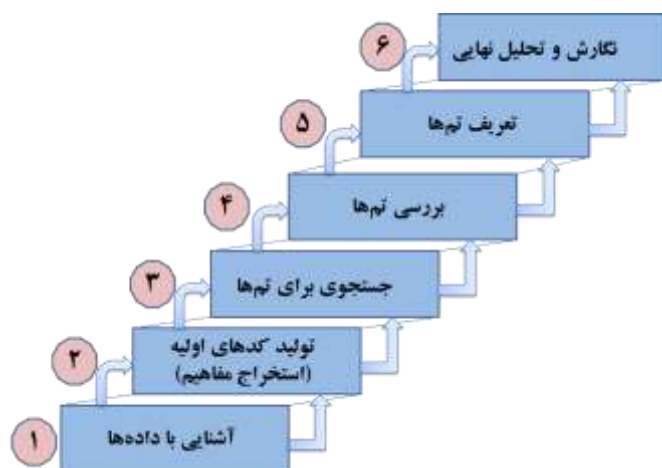 ۶
نگارش و تحلیل نهایی
۵
تعریف تم‌ها
۴
بررسی تم‌ها
۳
جستجوی برای تم‌ها
۲
تولید کدهای اولیه
(استخراج مفاهیم)
۱
آشنایی با داده‌ها